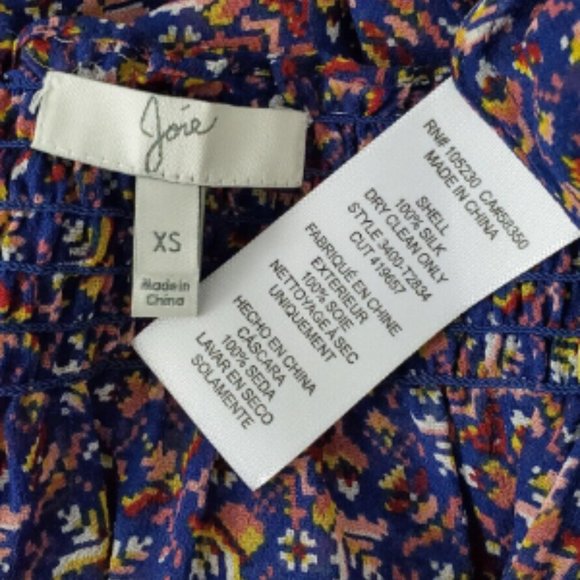 Joie
XS
Made in
China
RN# 105230 CA#58350
MADE IN CHINA
SHELL
100% SILK
DRY CLEAN ONLY
STYLE 3400-T2834
CUT 419657
FABRIQUÉ EN CHINE
EXTERIEUR
100% SOIE
NETTOYAGE À SEC
UNIQUEMENT
HECHO EN CHINA
CASCARA
100% SEDA
LAVAR EN SECO
SOLAMENTE